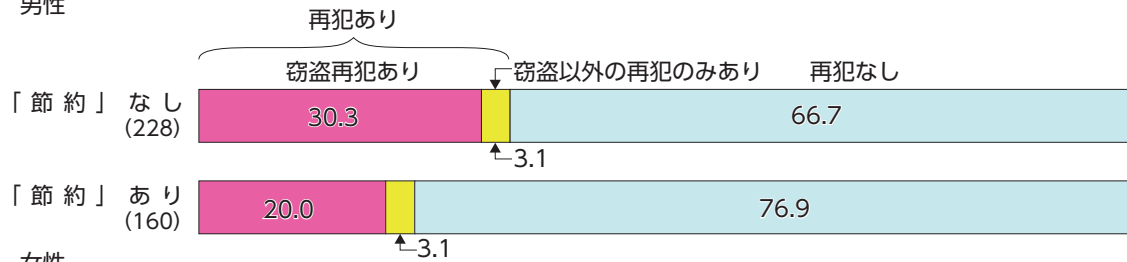 男性
再犯あり
窃盗再犯あり 窃盗以外の再犯のみあり 再犯なし
「節約」なし 30.3 66.7
(228)
3.1
「節約」あり 20.0 76.9
(160)
3.1
女性